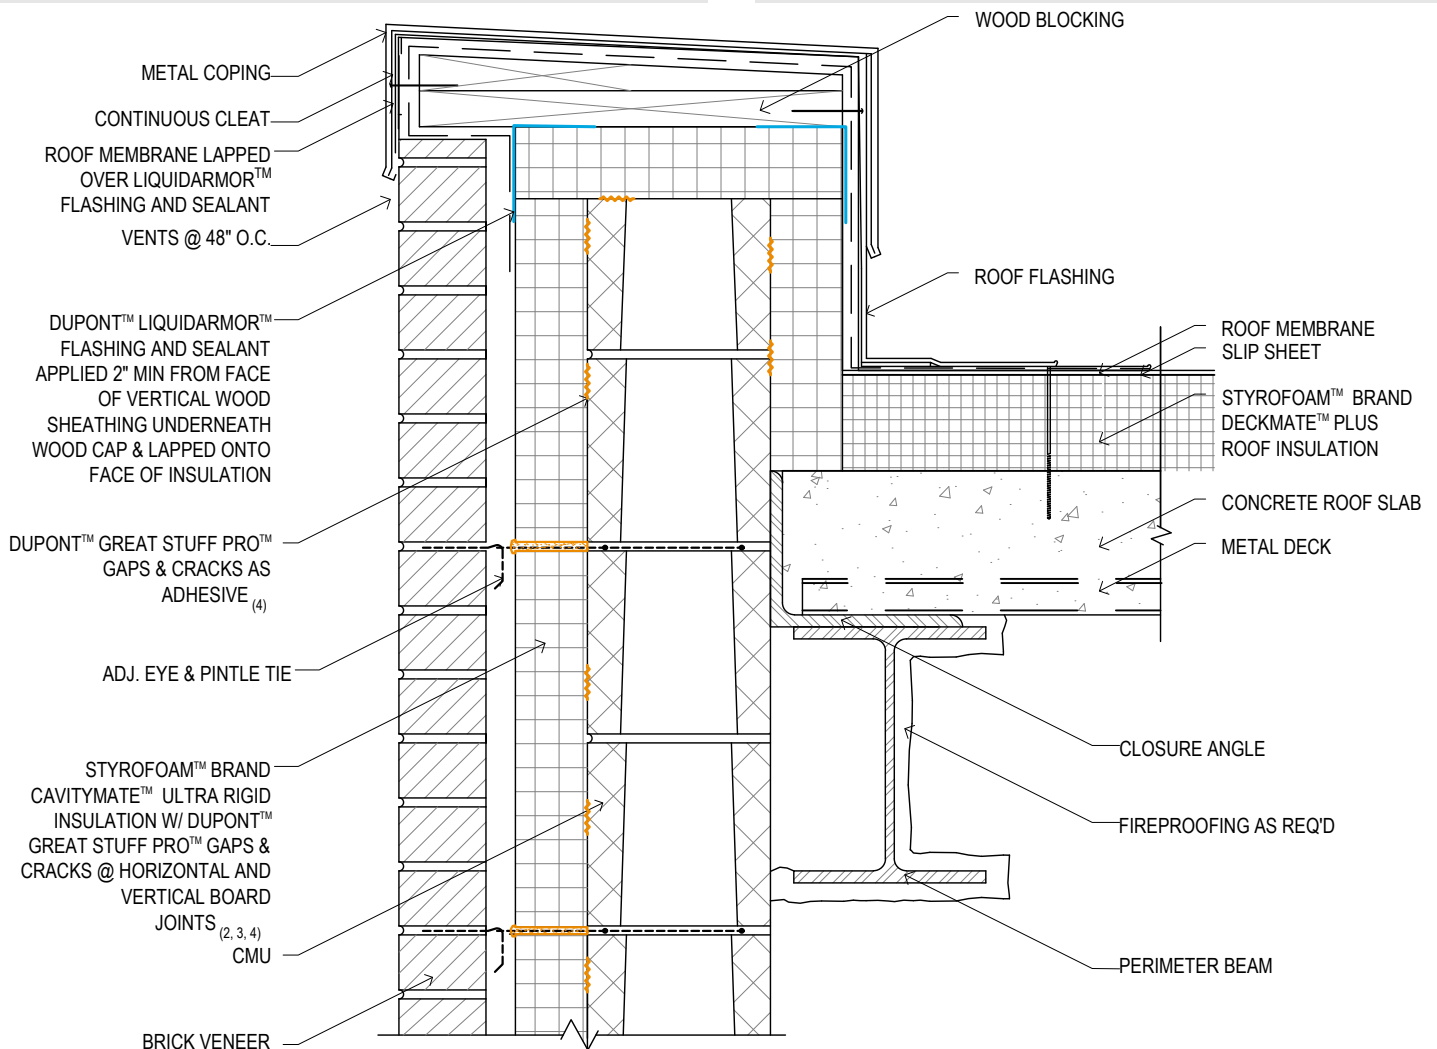 METAL COPING
CONTINUOUS CLEAT
ROOF MEMBRANE LAPPED
OVER LIQUIDARMOR™
FLASHING AND SEALANT
VENTS @ 48" O.C.
DUPONT™ LIQUIDARMOR™
FLASHING AND SEALANT
APPLIED 2" MIN FROM FACE
OF VERTICAL WOOD
SHEATHING UNDERNEATH
WOOD CAP & LAPPED ONTO
FACE OF INSULATION
DUPONT™ GREAT STUFF PRO™
GAPS & CRACKS AS
ADHESIVE (4)
ADJ. EYE & PINTLE TIE
STYROFOAM™ BRAND
CAVITYMATE™ ULTRA RIGID
INSULATION W/ DUPONT™
GREAT STUFF PRO™ GAPS &
CRACKS @ HORIZONTAL AND
VERTICAL BOARD
JOINTS (2, 3, 4)
CMU
BRICK VENEER
WOOD BLOCKING
ROOF FLASHING
ROOF MEMBRANE
SLIP SHEET
STYROFOAM™ BRAND
DECKMATE™ PLUS
ROOF INSULATION
CONCRETE ROOF SLAB
METAL DECK
CLOSURE ANGLE
FIREPROOFING AS REQ'D
PERIMETER BEAM